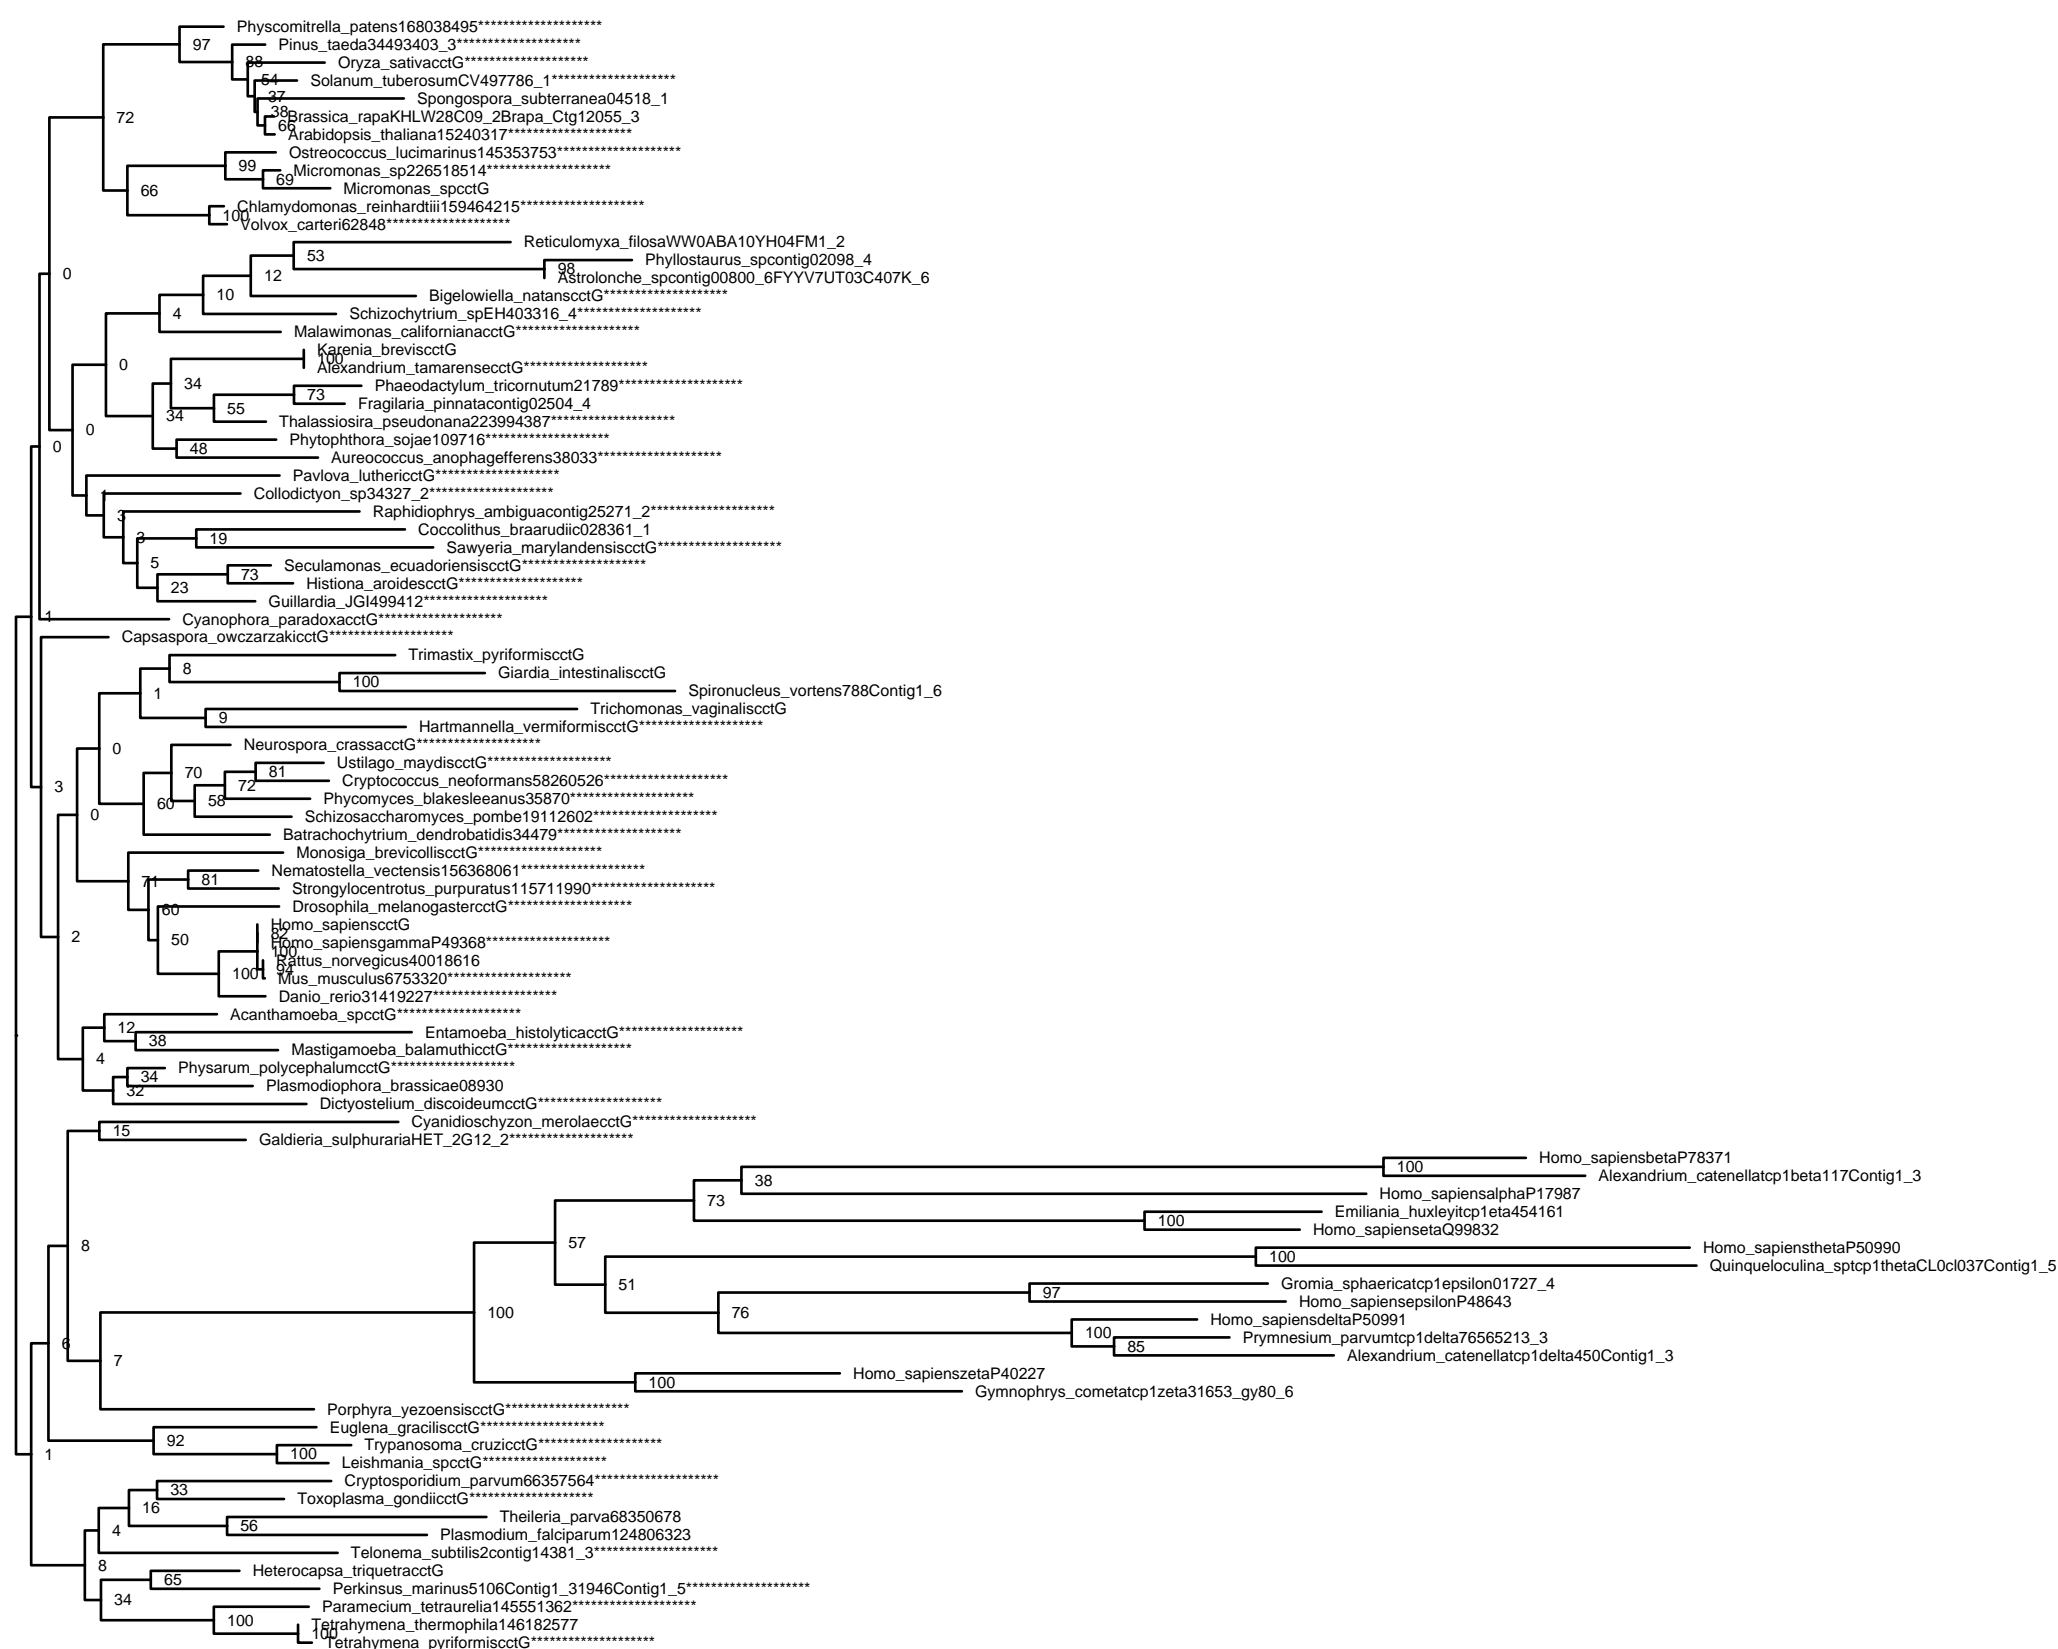 Physcomitrella_patens168038495********************
97
Pinus_taeda34493403_3********************
88
Oryza_sativacctG********************
54
Solanum_tuberosumCV497786_1********************
37
Spongospora_subterranea04518_1
38
Brassica_rapaKHLW28C09_2Brapa_Ctg12055_3
72
66
Arabidopsis_thaliana15240317********************
Ostreococcus_lucimarinus145353753********************
99
Micromonas_sp226518514********************
69
Micromonas_spcctG
66
Chlamydomonas_reinhardtiii159464215********************
100
Volvox_carteri62848********************
Reticulomyxa_filosaWW0ABA10YH04FM1_2
53
Phyllostaurus_spcontig02098_4
98
Astrolonche_spcontig00800_6FYYV7UT03C407K_6
0
12
Bigelowiella_natanscctG********************
10
Schizochytrium_spEH403316_4********************
4
Malawimonas_californianacctG********************
Karenia_breviscctG
100
Alexandrium_tamarensecctG********************
0
34
Phaeodactylum_tricornutum21789********************
73
Fragilaria_pinnatacontig02504_4
55
34
Thalassiosira_pseudonana223994387********************
0
Phytophthora_sojae109716********************
0
48
Aureococcus_anophagefferens38033********************
Pavlova_luthericctG********************
1
Collodictyon_sp34327_2********************
3
Raphidiophrys_ambiguacontig25271_2********************
Coccolithus_braarudiic028361_1
3
19
Sawyeria_marylandensiscctG********************
5
Seculamonas_ecuadoriensiscctG********************
73
Histiona_aroidescctG********************
23
Guillardia_JGI499412********************
1
Cyanophora_paradoxacctG********************
Capsaspora_owczarzakicctG********************
Trimastix_pyriformiscctG
8
Giardia_intestinaliscctG
100
Spironucleus_vortens788Contig1_6
1
Trichomonas_vaginaliscctG
9
Hartmannella_vermiformiscctG********************
0
Neurospora_crassacctG********************
Ustilago_maydiscctG********************
70
81
Cryptococcus_neoformans58260526********************
72
3
Phycomyces_blakesleeanus35870********************
60
58
Schizosaccharomyces_pombe19112602********************
0
Batrachochytrium_dendrobatidis34479********************
Monosiga_brevicolliscctG********************
Nematostella_vectensis156368061********************
71
81
Strongylocentrotus_purpuratus115711990********************
60
Drosophila_melanogastercctG********************
Homo_sapienscctG
82
2
50
Homo_sapiensgammaP49368********************
100
Rattus_norvegicus40018616
94
100
Mus_musculus6753320********************
Danio_rerio31419227********************
Acanthamoeba_spcctG********************
12
Entamoeba_histolyticacctG********************
38
Mastigamoeba_balamuthicctG********************
4
Physarum_polycephalumcctG********************
34
Plasmodiophora_brassicae08930
32
Dictyostelium_discoideumcctG********************
Cyanidioschyzon_merolaecctG********************
15
Galdieria_sulphurariaHET_2G12_2********************
Homo_sapiensbetaP78371
100
Alexandrium_catenellatcp1beta117Contig1_3
38
Homo_sapiensalphaP17987
73
Emiliania_huxleyitcp1eta454161
100
Homo_sapiensetaQ99832
8
57
Homo_sapiensthetaP50990
100
Quinqueloculina_sptcp1thetaCL0cl037Contig1_5
51
Gromia_sphaericatcp1epsilon01727_4
97
Homo_sapiensepsilonP48643
100
76
Homo_sapiensdeltaP50991
100
Prymnesium_parvumtcp1delta76565213_3
6
85
Alexandrium_catenellatcp1delta450Contig1_3
7
Homo_sapienszetaP40227
100
Gymnophrys_cometatcp1zeta31653_gy80_6
Porphyra_yezoensiscctG********************
Euglena_graciliscctG********************
92
Trypanosoma_cruzicctG********************
1
100
Leishmania_spcctG********************
Cryptosporidium_parvum66357564********************
33
Toxoplasma_gondiicctG********************
16
Theileria_parva68350678
4
56
Plasmodium_falciparum124806323
Telonema_subtilis2contig14381_3********************
8
Heterocapsa_triquetracctG
65
Perkinsus_marinus5106Contig1_31946Contig1_5********************
34
Paramecium_tetraurelia145551362********************
100
Tetrahymena_thermophila146182577
100
Tetrahymena_pyriformiscctG********************